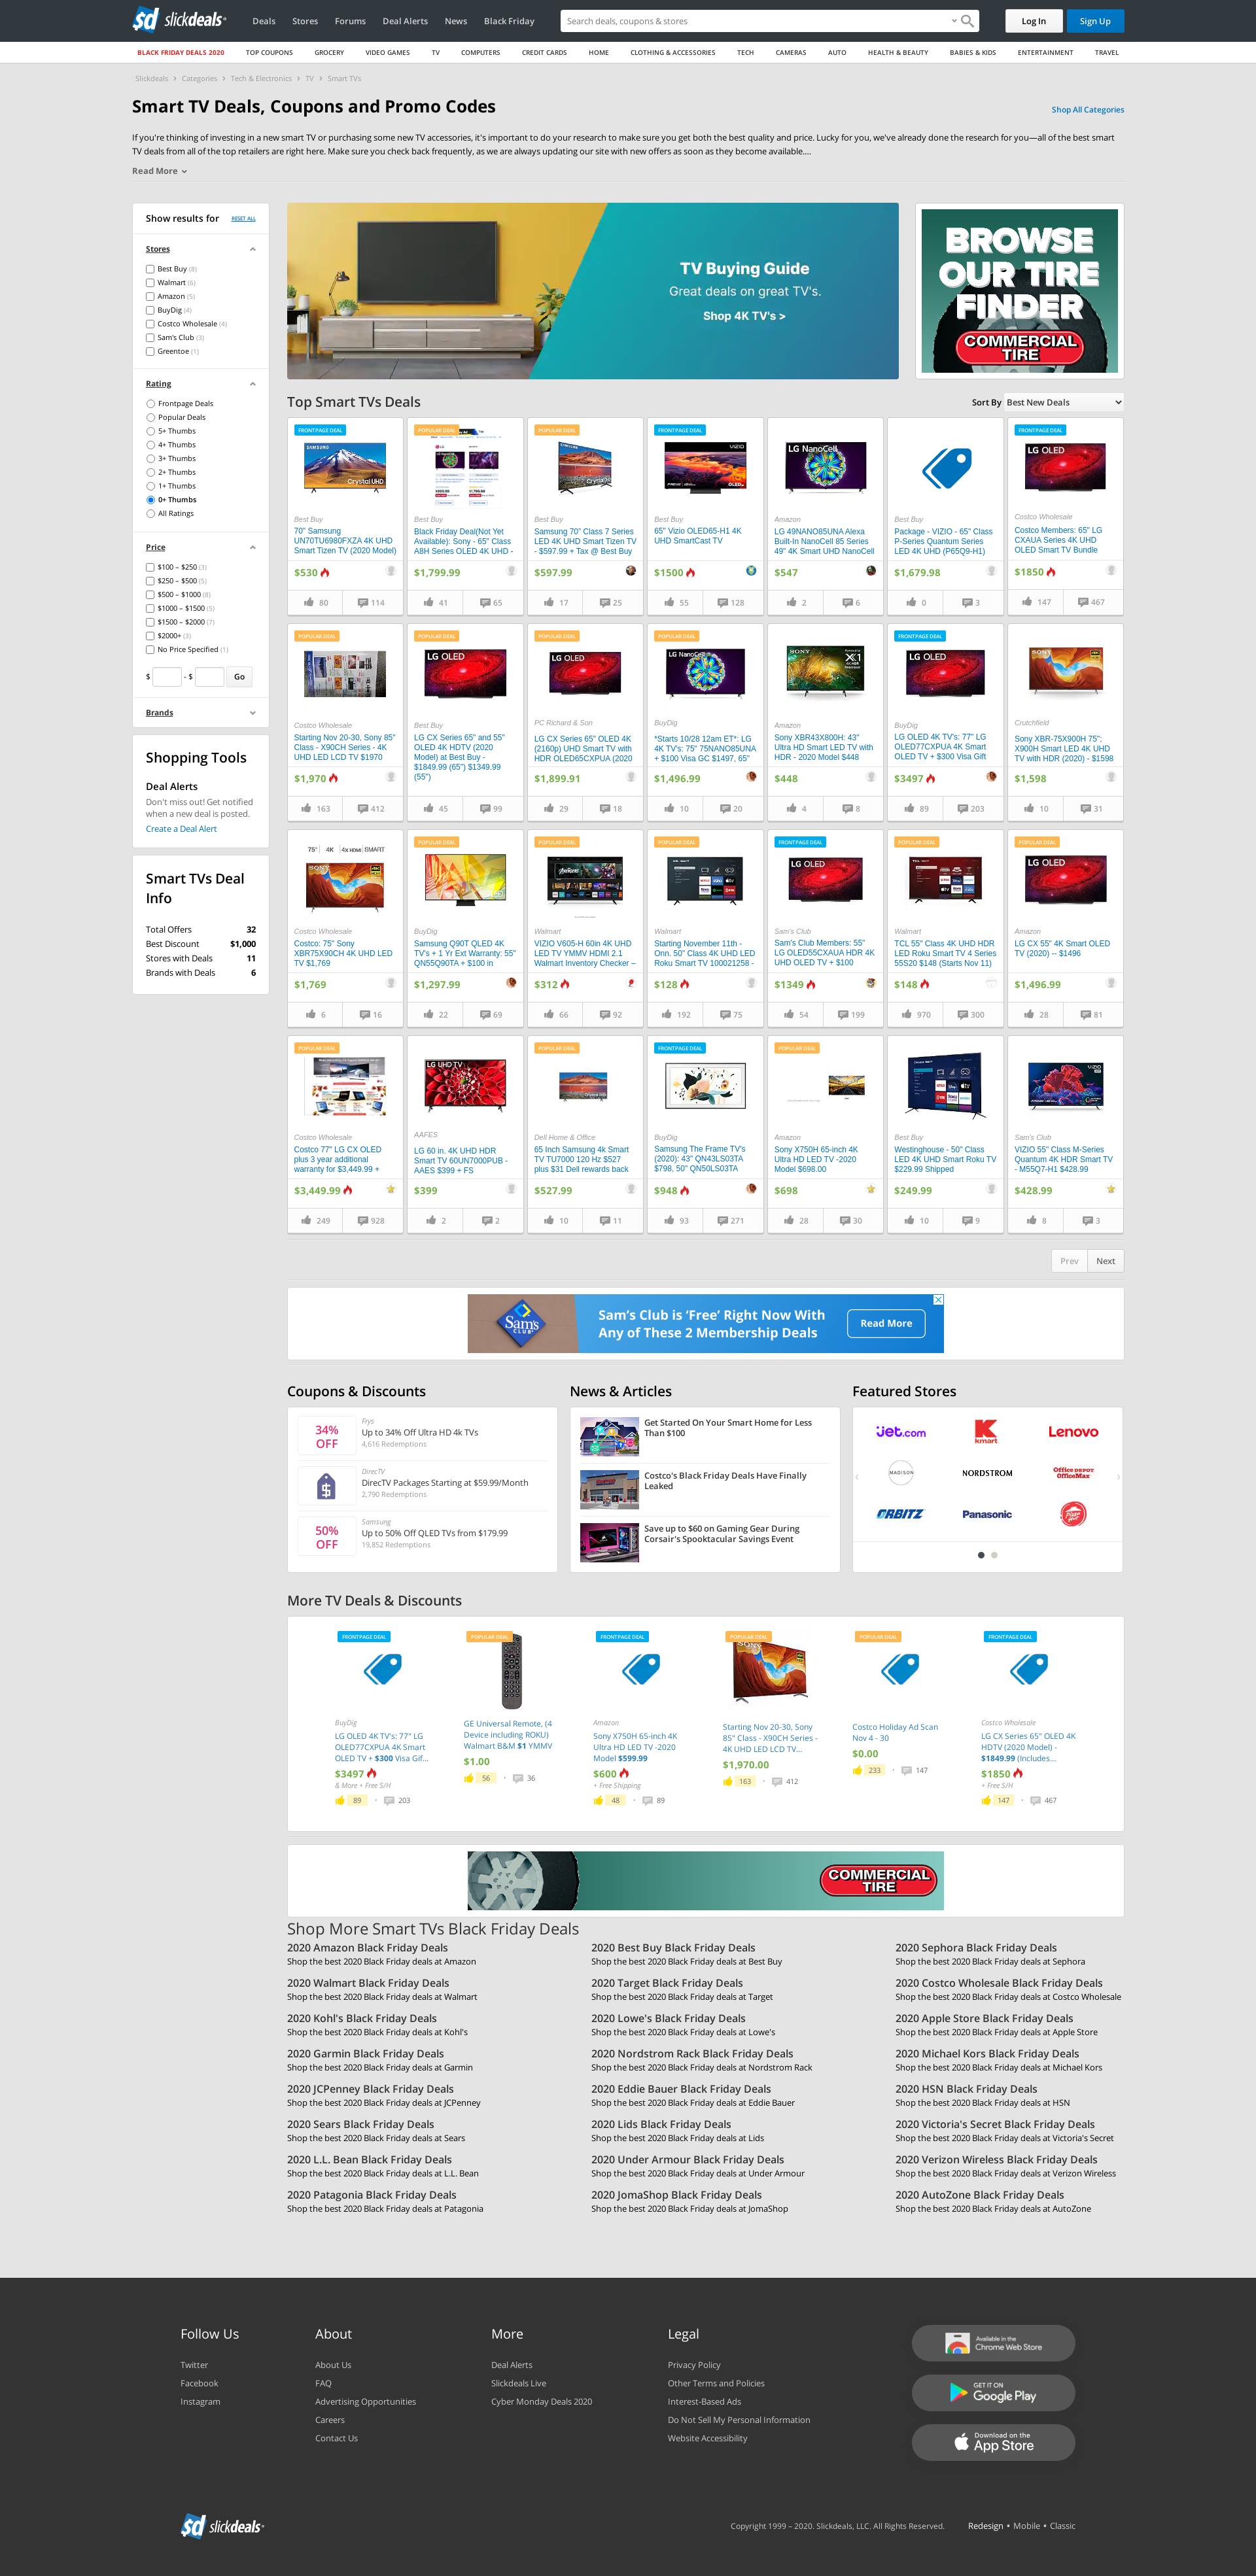 slickdeals
Deals
Stores
Forums
Deal Alerts
News
Black Friday
Search deals, coupons & stores
Log In
Sign Up
BLACK FRIDAY DEALS 2020
TOP COUPONS
GROCERY
VIDEO GAMES
TV
COMPUTERS
CREDIT CARDS
HOME
CLOTHING & ACCESSORIES
TECH
CAMERAS
AUTO
HEALTH & BEAUTY
BABIES & KIDS
ENTERTAINMENT
TRAVEL
Slickdeals › Categories › Tech & Electronics › TV › Smart TVs
Smart TV Deals, Coupons and Promo Codes
Shop All Categories
If you're thinking of investing in a new smart TV or purchasing some new TV accessories, it's important to do your research to make sure you get both the best quality and price. Lucky for you, we've already done the research for you—all of the best smart
TV deals from all of the top retailers are right here. Make sure you check back frequently, as we are always updating our site with new offers as soon as they become available....
Read More
Show results for
RESET ALL
Stores
Best Buy (8)
Walmart (6)
Amazon (5)
BuyDig (4)
Costco Wholesale (4)
Sam's Club (3)
Greentoe (1)
Rating
Frontpage Deals
Popular Deals
5+ Thumbs
4+ Thumbs
3+ Thumbs
2+ Thumbs
1+ Thumbs
0+ Thumbs
All Ratings
Price
$100 – $250 (3)
$250 – $500 (5)
$500 – $1000 (8)
$1000 – $1500 (5)
$1500 – $2000 (7)
$2000+ (3)
No Price Specified (1)
$ - $ Go
Brands
Shopping Tools
Deal Alerts
Don't miss out! Get notified
when a new deal is posted.
Create a Deal Alert
Smart TVs Deal
Info
Total Offers 32
Best Discount $1,000
Stores with Deals 11
Brands with Deals 6
TV Buying Guide
Great deals on great TV's.
Shop 4K TV's >
BROWSE
OUR TIRE
FINDER
COMMERCIAL
TIRE
Top Smart TVs Deals
Sort By Best New Deals
FRONTPAGE DEAL
SAMSUNG
Crystal UHD
Best Buy
70" Samsung
UN70TU6980FXZA 4K UHD
Smart Tizen TV (2020 Model)
$530
80
114
POPULAR DEAL
Best Buy
Black Friday Deal(Not Yet
Available): Sony - 65" Class
A8H Series OLED 4K UHD -
$1,799.99
41
65
POPULAR DEAL
Best Buy
Samsung 70" Class 7 Series
LED 4K UHD Smart Tizen TV
- $597.99 + Tax @ Best Buy
$597.99
17
25
FRONTPAGE DEAL
VIZIO
OLED
Best Buy
65" Vizio OLED65-H1 4K
UHD SmartCast TV
$1500
55
128
LG NanoCell
Amazon
LG 49NANO85UNA Alexa
Built-In NanoCell 85 Series
49" 4K Smart UHD NanoCell
$547
2
6
Best Buy
Package - VIZIO - 65" Class
P-Series Quantum Series
LED 4K UHD (P65Q9-H1)
$1,679.98
0
3
FRONTPAGE DEAL
LG OLED
Costco Wholesale
Costco Members: 65" LG
CXAUA Series 4K UHD
OLED Smart TV Bundle
$1850
147
467
POPULAR DEAL
Costco Wholesale
Starting Nov 20-30, Sony 85"
Class - X90CH Series - 4K
UHD LED LCD TV $1970
$1,970
163
412
POPULAR DEAL
LG OLED
Best Buy
LG CX Series 65" and 55"
OLED 4K HDTV (2020
Model) at Best Buy -
$1849.99 (65") $1349.99
(55")
45
99
POPULAR DEAL
LG OLED
PC Richard & Son
LG CX Series 65" OLED 4K
(2160p) UHD Smart TV with
HDR OLED65CXPUA (2020
$1,899.91
29
18
POPULAR DEAL
LG NanoCell
BuyDig
*Starts 10/28 12am ET*: LG
4K TV's: 75" 75NANO85UNA
+ $100 Visa GC $1497, 65"
$1,496.99
10
20
SONY
X1
Amazon
Sony XBR43X800H: 43"
Ultra HD Smart LED TV with
HDR - 2020 Model $448
$448
4
8
FRONTPAGE DEAL
LG OLED
BuyDig
LG OLED 4K TV's: 77" LG
OLED77CXPUA 4K Smart
OLED TV + $300 Visa Gift
$3497
89
203
SONY
Crutchfield
Sony XBR-75X900H 75";
X900H Smart LED 4K UHD
TV with HDR (2020) - $1598
$1,598
10
31
75" 4K 4x HDMI SMART
SONY
Costco Wholesale
Costco: 75" Sony
XBR75X90CH 4K UHD LED
TV $1,769
$1,769
6
16
POPULAR DEAL
BuyDig
Samsung Q90T QLED 4K
TV's + 1 Yr Ext Warranty: 55"
QN55Q90TA + $100 in
$1,297.99
22
69
POPULAR DEAL
Walmart
VIZIO V605-H 60in 4K UHD
LED TV YMMV HDMI 2.1
Walmart Inventory Checker –
$312
66
92
POPULAR DEAL
Walmart
Starting November 11th -
Onn. 50" Class 4K UHD LED
Roku Smart TV 100021258 -
$128
192
75
FRONTPAGE DEAL
LG OLED
Sam's Club
Sam's Club Members: 55"
LG OLED55CXAUA HDR 4K
UHD OLED TV + $100
$1349
54
199
POPULAR DEAL
TCL Roku TV
Walmart
TCL 55" Class 4K UHD HDR
LED Roku Smart TV 4 Series
55S20 $148 (Starts Nov 11)
$148
970
300
POPULAR DEAL
LG OLED
Amazon
LG CX 55" 4K Smart OLED
TV (2020) -- $1496
$1,496.99
28
81
POPULAR DEAL
Costco Wholesale
Costco 77" LG CX OLED
plus 3 year additional
warranty for $3,449.99 +
$3,449.99
249
928
LG UHD TV
AAFES
LG 60 in. 4K UHD HDR
Smart TV 60UN7000PUB -
AAES $399 + FS
$399
2
2
POPULAR DEAL
Dell Home & Office
65 Inch Samsung 4k Smart
TV TU7000 120 Hz $527
plus $31 Dell rewards back
$527.99
10
11
FRONTPAGE DEAL
BuyDig
Samsung The Frame TV's
(2020): 43" QN43LS03TA
$798, 50" QN50LS03TA
$948
93
271
POPULAR DEAL
Amazon
Sony X750H 65-inch 4K
Ultra HD LED TV -2020
Model $698.00
$698
28
30
Best Buy
Westinghouse - 50" Class
LED 4K UHD Smart Roku TV
$229.99 Shipped
$249.99
10
9
VIZIO
Sam's Club
VIZIO 55" Class M-Series
Quantum 4K HDR Smart TV
- M55Q7-H1 $428.99
$428.99
8
3
Prev
Next
Sam's CLUB
Sam's Club is 'Free' Right Now With
Any of These 2 Membership Deals
Read More
Coupons & Discounts
34%
OFF
Frys
Up to 34% Off Ultra HD 4k TVs
4,616 Redemptions
DirecTV
DirecTV Packages Starting at $59.99/Month
2,790 Redemptions
50%
OFF
Samsung
Up to 50% Off QLED TVs from $179.99
19,852 Redemptions
News & Articles
Get Started On Your Smart Home for Less
Than $100
Costco's Black Friday Deals Have Finally
Leaked
Save up to $60 on Gaming Gear During
Corsair's Spooktacular Savings Event
Featured Stores
Jet.com
kmart
Lenovo
MADISON
NORDSTROM
Office DEPOT
OfficeMax
ORBITZ
Panasonic
Pizza Hut
More TV Deals & Discounts
FRONTPAGE DEAL
BuyDig
LG OLED 4K TV's: 77" LG
OLED77CXPUA 4K Smart
OLED TV + $300 Visa Gif...
$3497
& More + Free S/H
89
203
POPULAR DEAL
GE Universal Remote, (4
Device including ROKU)
Walmart B&M $1 YMMV
$1.00
56
36
FRONTPAGE DEAL
Amazon
Sony X750H 65-inch 4K
Ultra HD LED TV -2020
Model $599.99
$600
+ Free Shipping
48
89
POPULAR DEAL
SONY
Starting Nov 20-30, Sony
85" Class - X90CH Series -
4K UHD LED LCD TV...
$1,970.00
163
412
POPULAR DEAL
Costco Holiday Ad Scan
Nov 4 - 30
$0.00
233
147
FRONTPAGE DEAL
Costco Wholesale
LG CX Series 65" OLED 4K
HDTV (2020 Model) -
$1849.99 (Includes...
$1850
+ Free S/H
147
467
COMMERCIAL
TIRE
Shop More Smart TVs Black Friday Deals
2020 Amazon Black Friday Deals
Shop the best 2020 Black Friday deals at Amazon
2020 Best Buy Black Friday Deals
Shop the best 2020 Black Friday deals at Best Buy
2020 Sephora Black Friday Deals
Shop the best 2020 Black Friday deals at Sephora
2020 Walmart Black Friday Deals
Shop the best 2020 Black Friday deals at Walmart
2020 Target Black Friday Deals
Shop the best 2020 Black Friday deals at Target
2020 Costco Wholesale Black Friday Deals
Shop the best 2020 Black Friday deals at Costco Wholesale
2020 Kohl's Black Friday Deals
Shop the best 2020 Black Friday deals at Kohl's
2020 Lowe's Black Friday Deals
Shop the best 2020 Black Friday deals at Lowe's
2020 Apple Store Black Friday Deals
Shop the best 2020 Black Friday deals at Apple Store
2020 Garmin Black Friday Deals
Shop the best 2020 Black Friday deals at Garmin
2020 Nordstrom Rack Black Friday Deals
Shop the best 2020 Black Friday deals at Nordstrom Rack
2020 Michael Kors Black Friday Deals
Shop the best 2020 Black Friday deals at Michael Kors
2020 JCPenney Black Friday Deals
Shop the best 2020 Black Friday deals at JCPenney
2020 Eddie Bauer Black Friday Deals
Shop the best 2020 Black Friday deals at Eddie Bauer
2020 HSN Black Friday Deals
Shop the best 2020 Black Friday deals at HSN
2020 Sears Black Friday Deals
Shop the best 2020 Black Friday deals at Sears
2020 Lids Black Friday Deals
Shop the best 2020 Black Friday deals at Lids
2020 Victoria's Secret Black Friday Deals
Shop the best 2020 Black Friday deals at Victoria's Secret
2020 L.L. Bean Black Friday Deals
Shop the best 2020 Black Friday deals at L.L. Bean
2020 Under Armour Black Friday Deals
Shop the best 2020 Black Friday deals at Under Armour
2020 Verizon Wireless Black Friday Deals
Shop the best 2020 Black Friday deals at Verizon Wireless
2020 Patagonia Black Friday Deals
Shop the best 2020 Black Friday deals at Patagonia
2020 JomaShop Black Friday Deals
Shop the best 2020 Black Friday deals at JomaShop
2020 AutoZone Black Friday Deals
Shop the best 2020 Black Friday deals at AutoZone
Follow Us
Twitter
Facebook
Instagram
About
About Us
FAQ
Advertising Opportunities
Careers
Contact Us
More
Deal Alerts
Slickdeals Live
Cyber Monday Deals 2020
Legal
Privacy Policy
Other Terms and Policies
Interest-Based Ads
Do Not Sell My Personal Information
Website Accessibility
Available in the
Chrome Web Store
GET IT ON
Google Play
Download on the
App Store
slickdeals
Copyright 1999 – 2020. Slickdeals, LLC. All Rights Reserved.
Redesign • Mobile • Classic